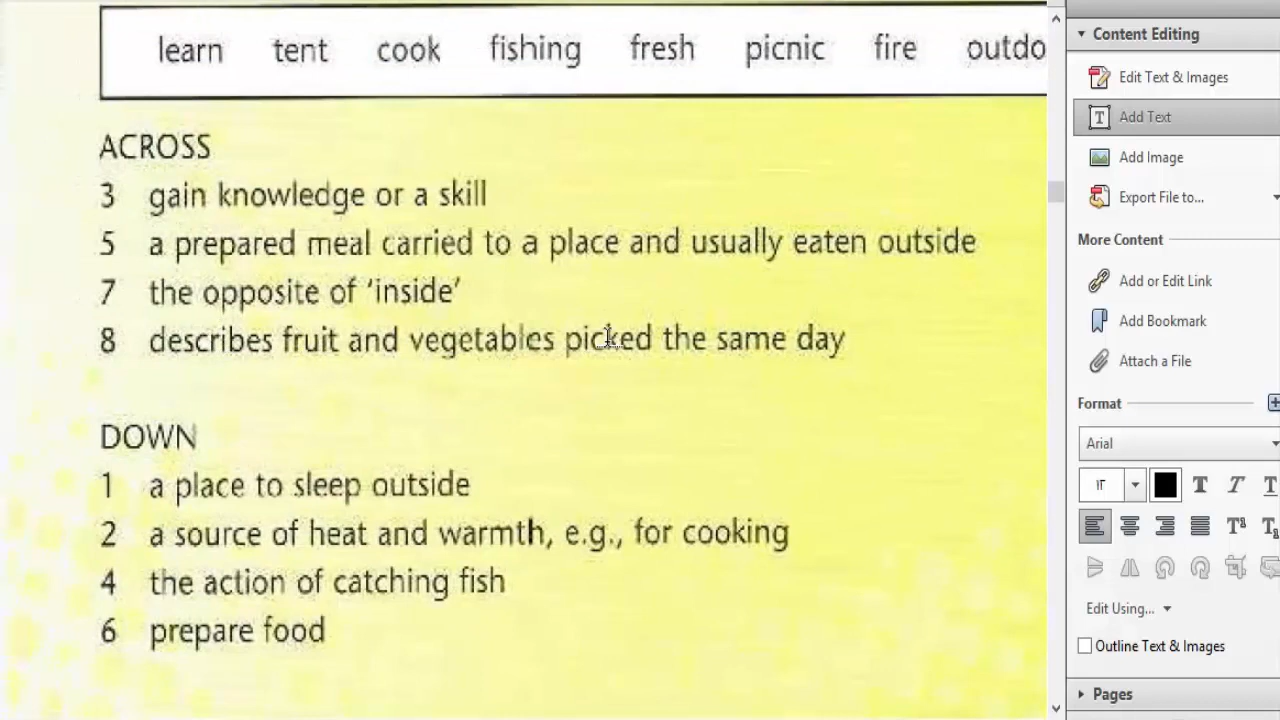 learn tent cook fishing fresh picnic fire outdo
ACROSS
3 gain knowledge or a skill
5 a prepared meal carried to a place and usually eaten outside
7 the opposite of ‘inside’
8 describes fruit and vegetables picked the same day
DOWN
1 a place to sleep outside
2 a source of heat and warmth, e.g., for cooking
4 the action of catching fish
6 prepare food
Content Editing
Edit Text & Images
Add Text
Add Image
Export File to...
More Content
Add or Edit Link
Add Bookmark
Attach a File
Format
Arial
١٣
Edit Using...
Outline Text & Images
Pages